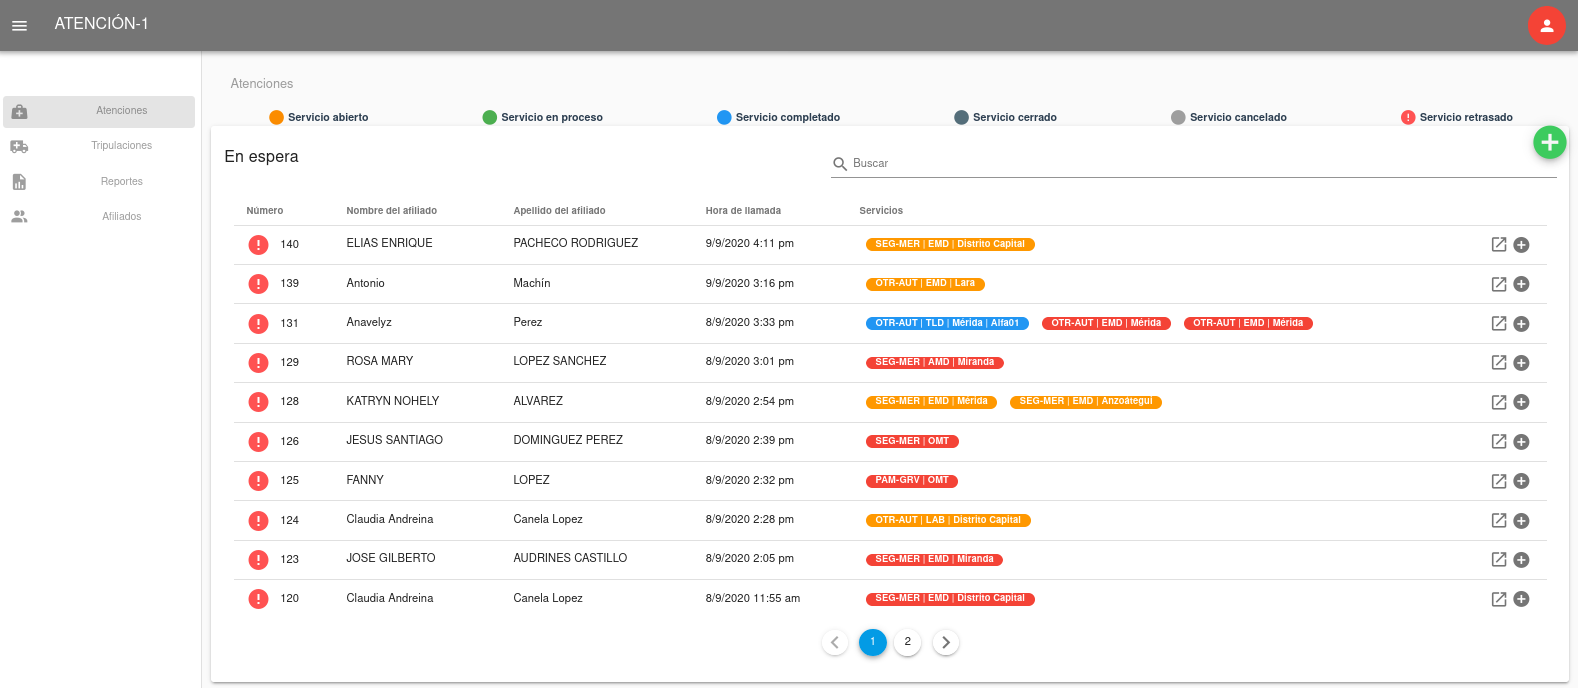 ATENCIÓN-1
Atenciones
Tripulaciones
Reportes
Afiliados
Atenciones
Servicio abierto Servicio en proceso Servicio completado Servicio cerrado Servicio cancelado Servicio retrasado
En espera
Buscar
Número Nombre del afiliado Apellido del afiliado Hora de llamada Servicios
140 ELIAS ENRIQUE PACHECO RODRIGUEZ 9/9/2020 4:11 pm SEG-MER | EMD | Distrito Capital
139 Antonio Machín 9/9/2020 3:16 pm OTR-AUT | EMD | Lara
131 Anavelyz Perez 8/9/2020 3:33 pm OTR-AUT | TLD | Mérida | Alfa01 OTR-AUT | EMD | Mérida OTR-AUT | EMD | Mérida
129 ROSA MARY LOPEZ SANCHEZ 8/9/2020 3:01 pm SEG-MER | AMD | Miranda
128 KATRYN NOHELY ALVAREZ 8/9/2020 2:54 pm SEG-MER | EMD | Mérida SEG-MER | EMD | Anzoátegui
126 JESUS SANTIAGO DOMINGUEZ PEREZ 8/9/2020 2:39 pm SEG-MER | OMT
125 FANNY LOPEZ 8/9/2020 2:32 pm PAM-GRV | OMT
124 Claudia Andreina Canela Lopez 8/9/2020 2:28 pm OTR-AUT | LAB | Distrito Capital
123 JOSE GILBERTO AUDRINES CASTILLO 8/9/2020 2:05 pm SEG-MER | EMD | Miranda
120 Claudia Andreina Canela Lopez 8/9/2020 11:55 am SEG-MER | EMD | Distrito Capital
1 2